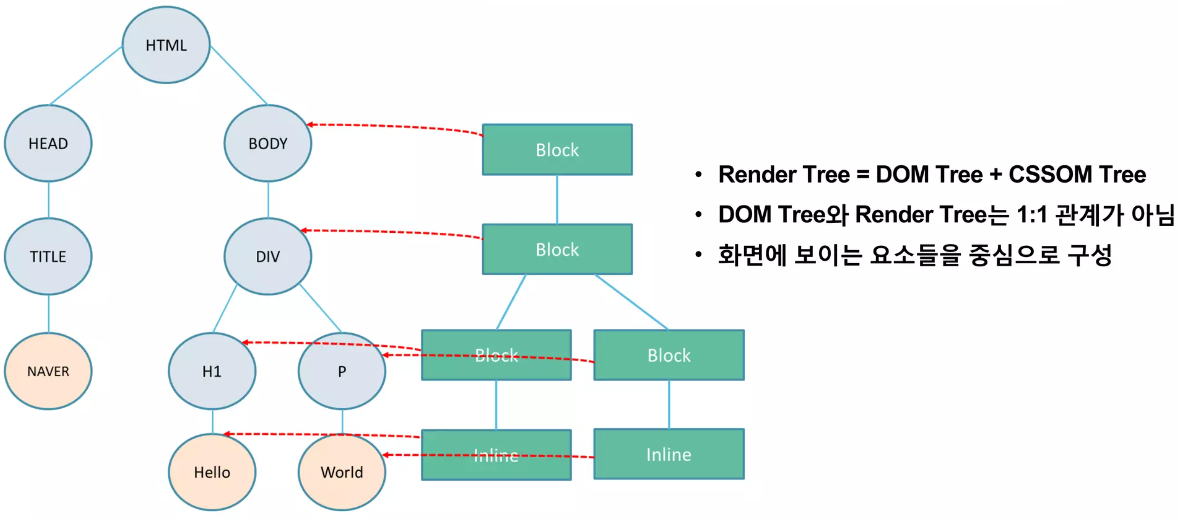 HTML
HEAD
BODY
Block
TITLE
DIV
Block
NAVER
H1
P
Block
Block
Hello
World
Inline
Inline
• Render Tree = DOM Tree + CSSOM Tree
• DOM Tree와 Render Tree는 1:1 관계가 아님
• 화면에 보이는 요소들을 중심으로 구성